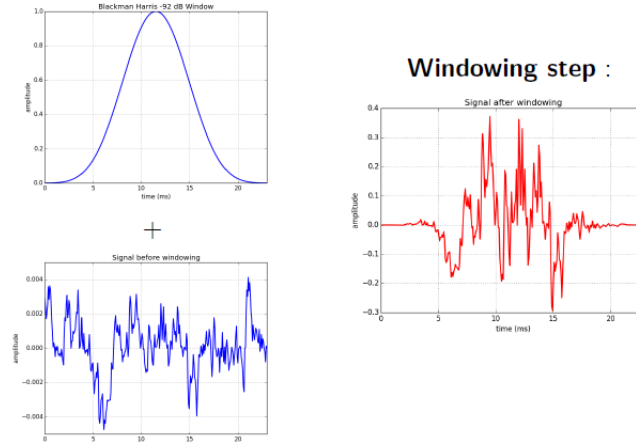 Blackman Harris -92 dB Window
amplitude
1.0
0.8
0.6
0.4
0.2
0.0
0 5 10 15 20
time (ms)
+
Signal before windowing
amplitude
0.004
0.002
0.000
−0.002
−0.004
0 5 10 15 20
Windowing step :
Signal after windowing
amplitude
0.4
0.3
0.2
0.1
0.0
−0.1
−0.2
−0.3
0 5 10 15 20
time (ms)